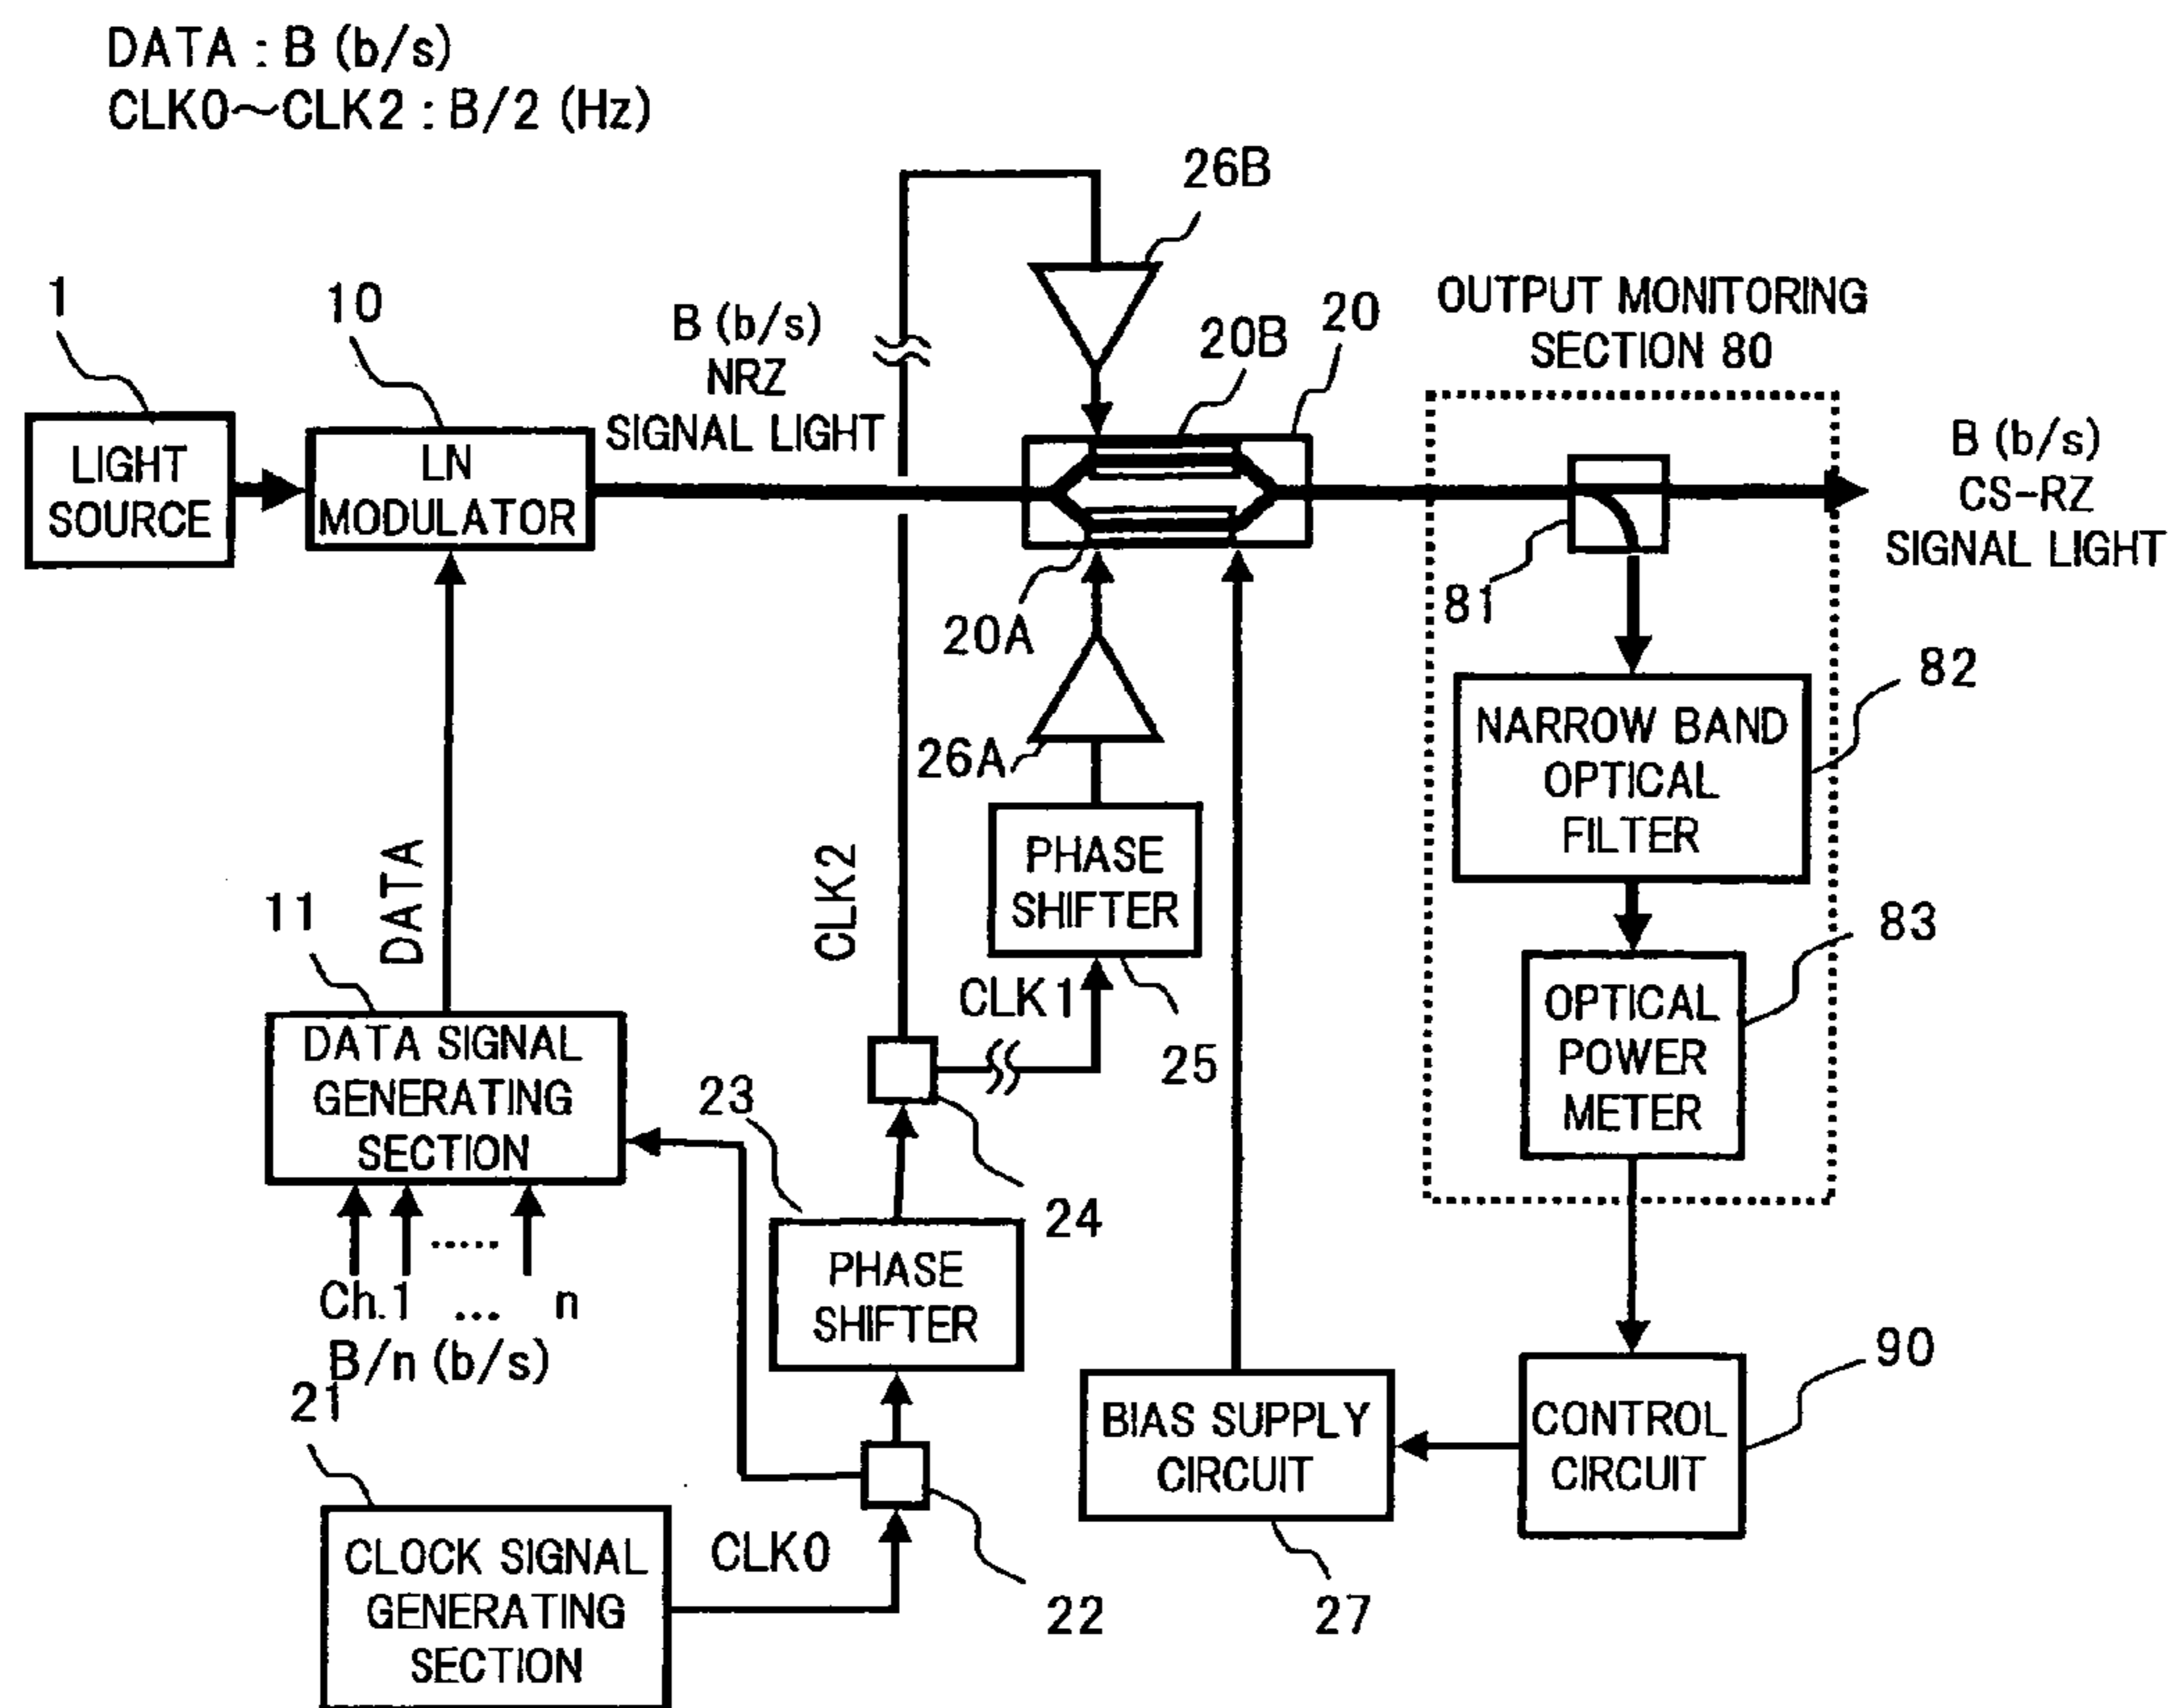 DATA : B (b/s)
CLK0~CLK2 : B/2 (Hz)
26B
1
10
B (b/s)
NRZ
SIGNAL LIGHT
20B
20
OUTPUT MONITORING
SECTION 80
LIGHT
SOURCE
LN
MODULATOR
B (b/s)
CS-RZ
SIGNAL LIGHT
81
20A
82
26A
NARROW BAND
OPTICAL
FILTER
PHASE
SHIFTER
DATA
CLK2
11
83
CLK1
25
OPTICAL
POWER
METER
DATA SIGNAL
GENERATING
SECTION
23
24
Ch.1 ... n
B/n (b/s)
PHASE
SHIFTER
90
21
BIAS SUPPLY
CIRCUIT
CONTROL
CIRCUIT
CLOCK SIGNAL
GENERATING
SECTION
CLK0
22
27